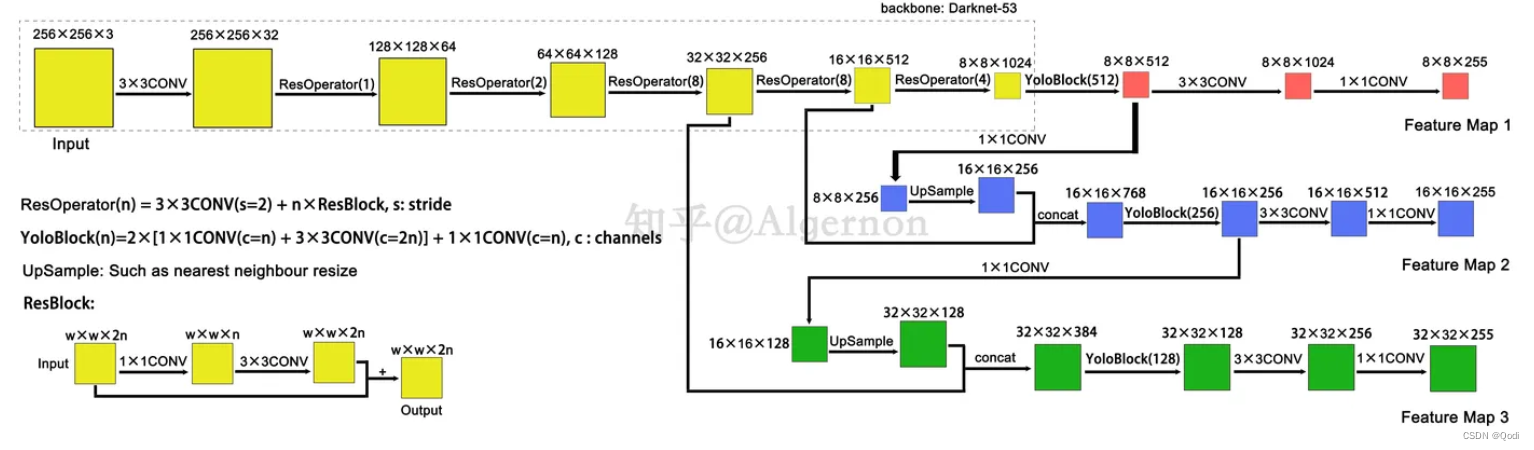 backbone: Darknet-53
256×256×3
256×256×32
128×128×64
64×64×128
32×32×256
16×16×512
8×8×1024
8×8×512
8×8×1024
8×8×255
3×3CONV
ResOperator(1)
ResOperator(2)
ResOperator(8)
ResOperator(8)
ResOperator(4)
YoloBlock(512)
3×3CONV
1×1CONV
Input
Feature Map 1
1×1CONV
8×8×256
UpSample
16×16×256
concat
16×16×768
YoloBlock(256)
16×16×256
3×3CONV
16×16×512
1×1CONV
16×16×255
Feature Map 2
ResOperator(n) = 3×3CONV(s=2) + n×ResBlock, s: stride
YoloBlock(n)=2×[1×1CONV(c=n) + 3×3CONV(c=2n)] + 1×1CONV(c=n), c : channels
UpSample: Such as nearest neighbour resize
知乎@Algernon
1×1CONV
16×16×128
UpSample
32×32×128
concat
32×32×384
YoloBlock(128)
32×32×128
3×3CONV
32×32×256
1×1CONV
32×32×255
Feature Map 3
ResBlock:
w×w×2n
w×w×n
w×w×2n
w×w×2n
Input
1×1CONV
3×3CONV
+
Output
CSDN @Qodi